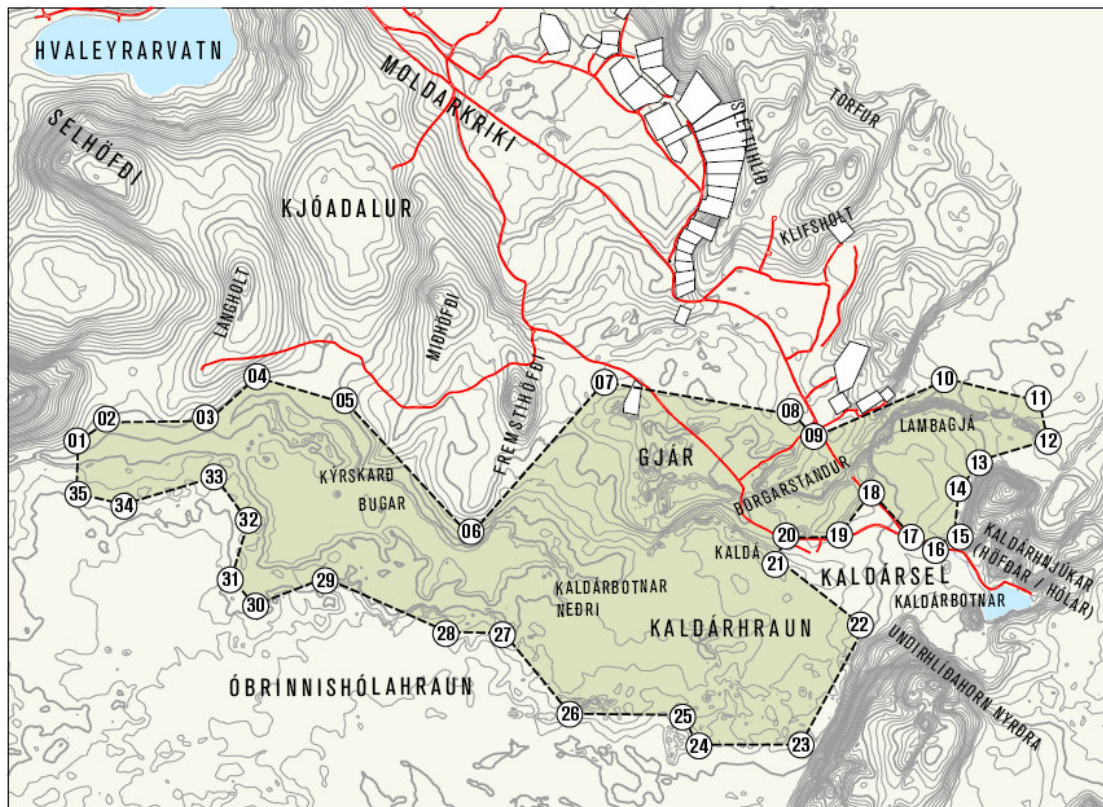 HVALEYRARVATN
SELHÖFÐI
MOLDARKRIKI
SLÉTTUHLÍÐ
TORFUR
KJÓADALUR
KLIFSHOLT
LANGHOLT
MIÐHÖFÐI
FREMSTIHÖFÐI
04
05
07
08
09
10
11
12
01
02
03
LAMBAGJÁ
GJÁR
BORGARSTANDUR
KÝRSKARÐ
BUGAR
13
14
15
16
17
18
19
20
21
35
34
33
32
06
KALDÁ
KALDÁRSEL
KALDÁRBOTNAR
KALDÁRHNJÚKAR
(HÖFÐAR / HÓLAR)
31
30
29
KALDÁRBOTNAR
NEÐRI
KALDÁRHRAUN
22
28
27
UNDIRHLÍÐAHORN NYRÐRA
ÓBRINNISHÓLAHRAUN
26
25
24
23